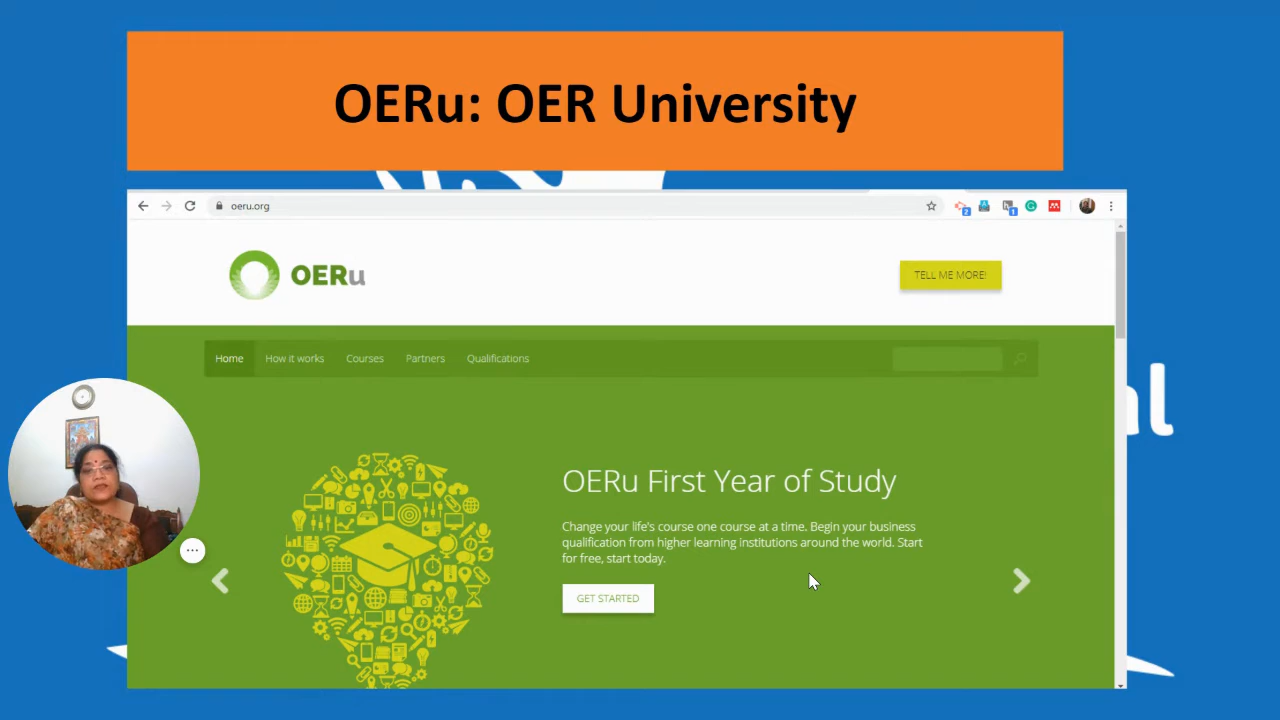 OERu: OER University
oeru.org
2
1
OERu
TELL ME MORE!
Home How it works Courses Partners Qualifications
OERu First Year of Study
Change your life's course one course at a time. Begin your business
qualification from higher learning institutions around the world. Start
for free, start today.
GET STARTED